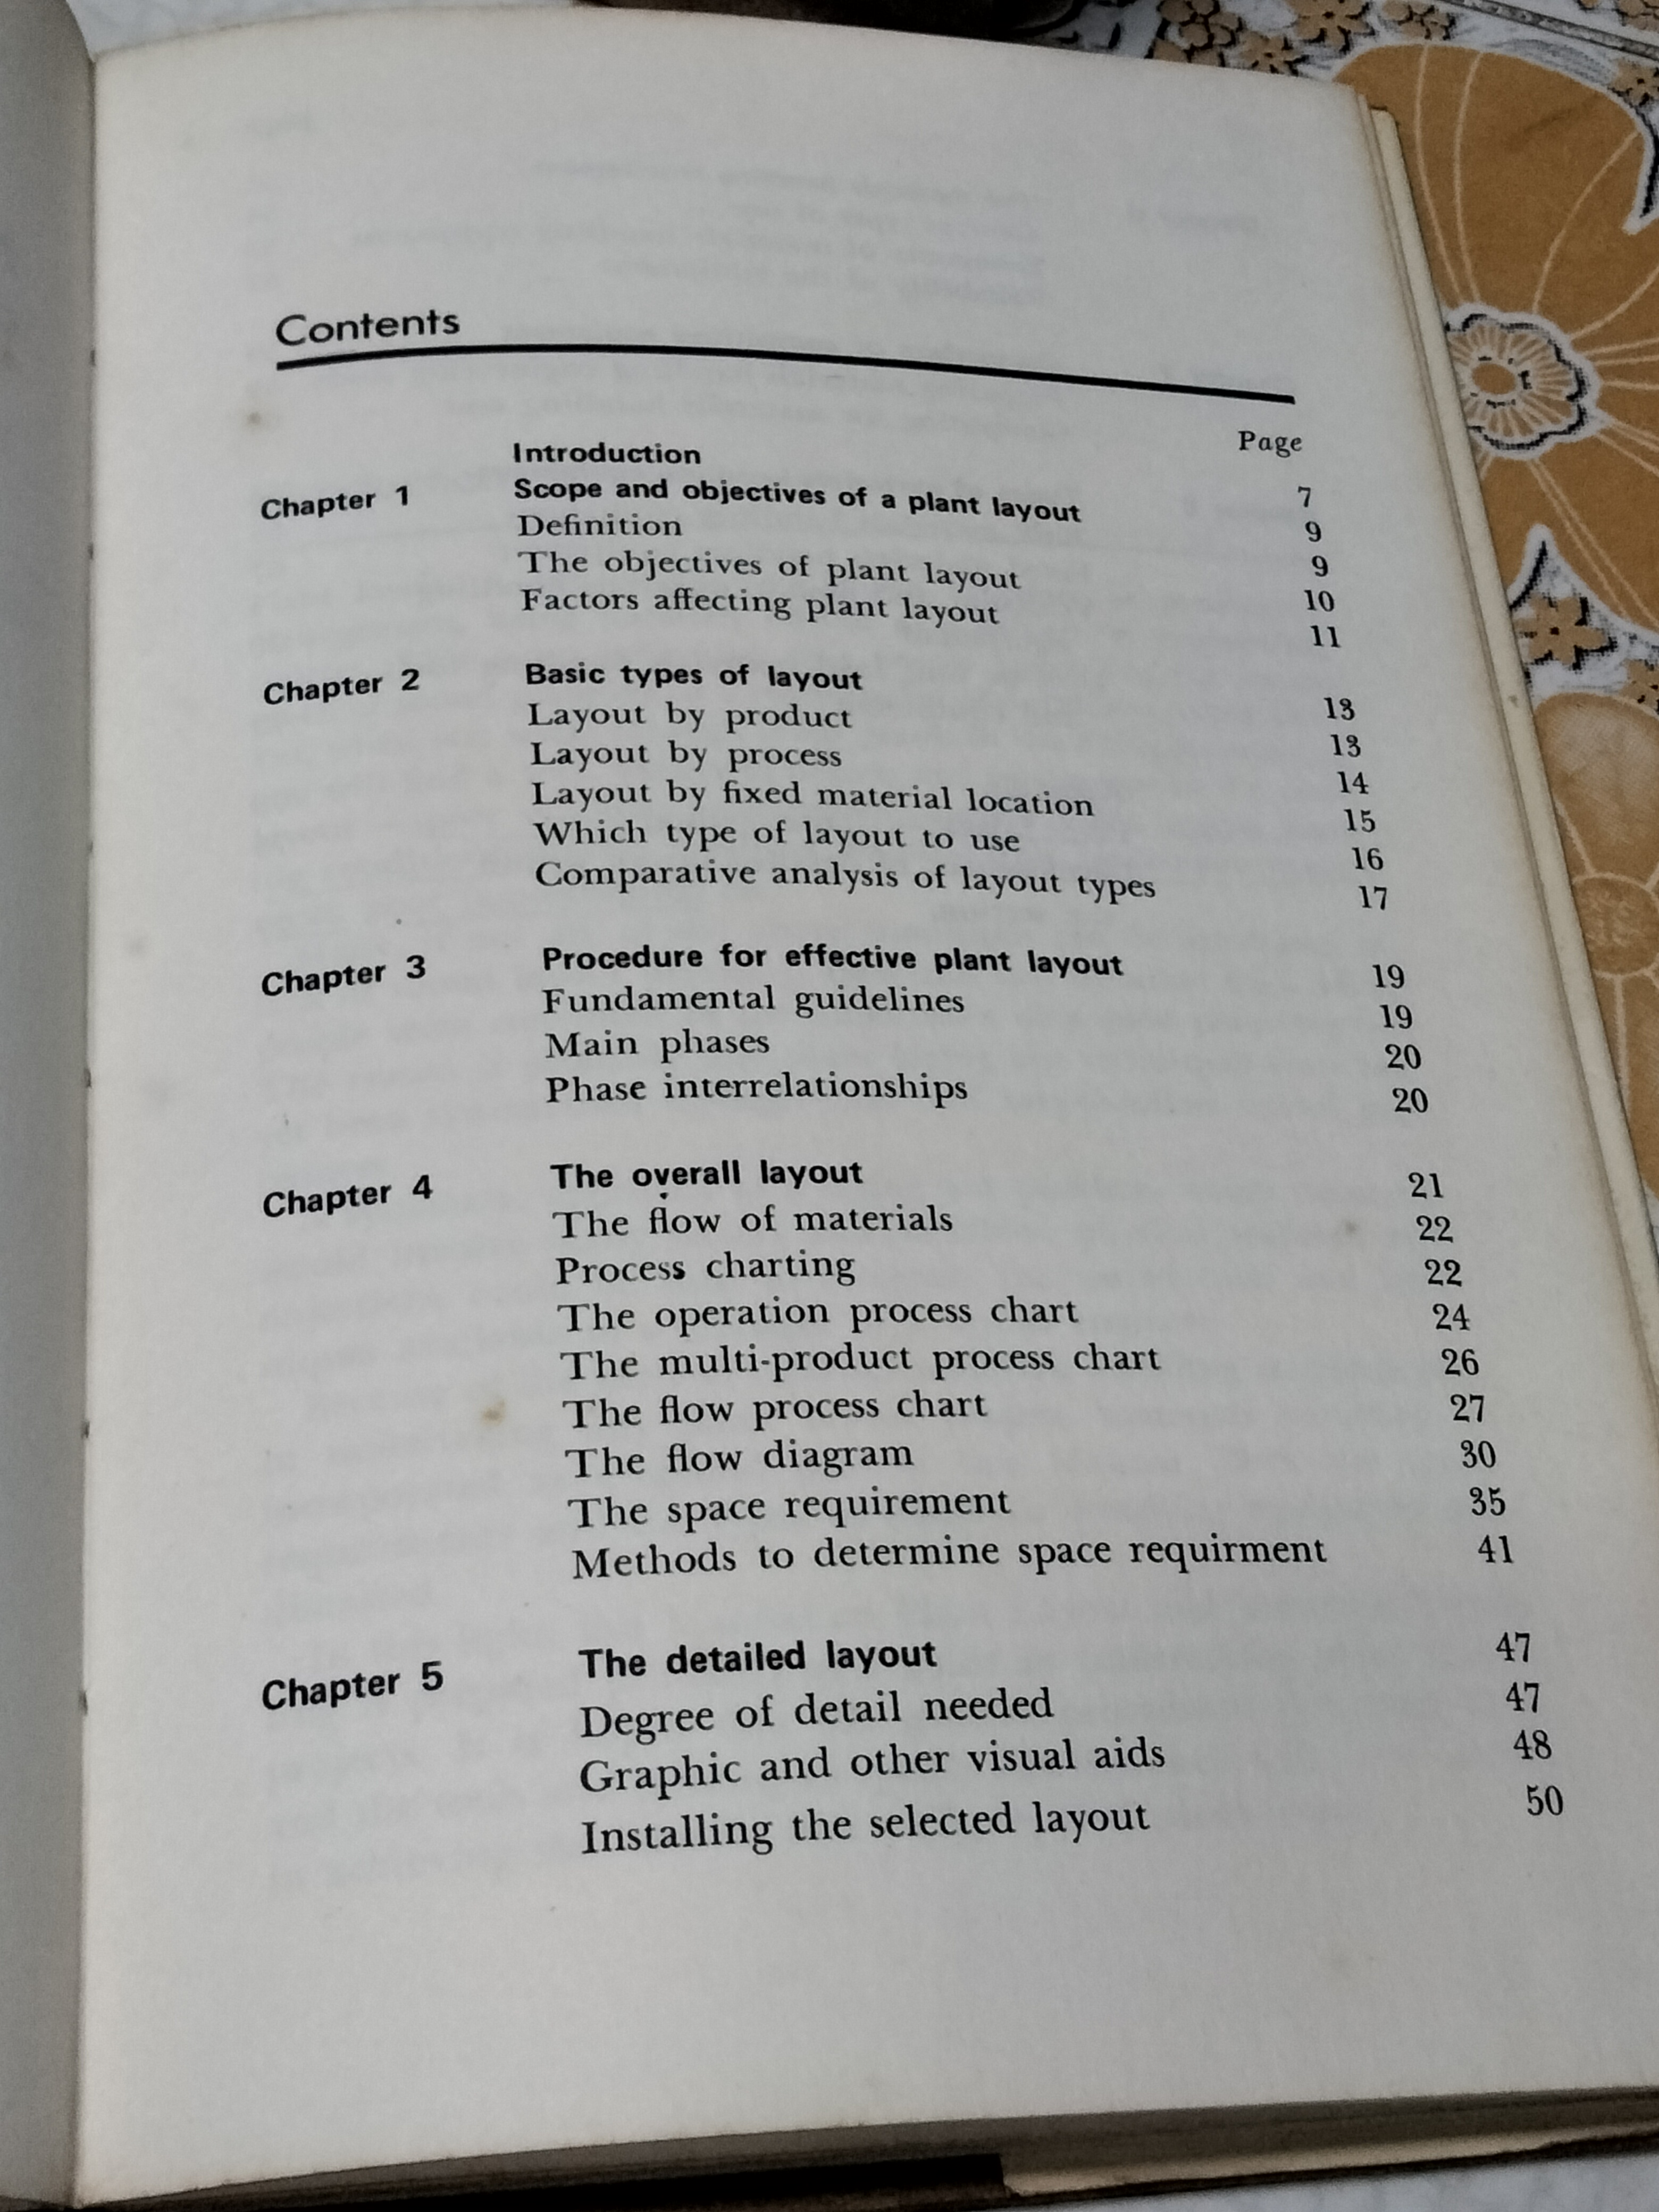 Contents
Page
Introduction 7
Chapter 1 Scope and objectives of a plant layout 9
Definition 9
The objectives of plant layout 10
Factors affecting plant layout 11
Chapter 2 Basic types of layout 13
Layout by product 13
Layout by process 14
Layout by fixed material location 15
Which type of layout to use 16
Comparative analysis of layout types 17
Chapter 3 Procedure for effective plant layout 19
Fundamental guidelines 19
Main phases 20
Phase interrelationships 20
Chapter 4 The overall layout 21
The flow of materials 22
Process charting 22
The operation process chart 24
The multi-product process chart 26
The flow process chart 27
The flow diagram 30
The space requirement 35
Methods to determine space requirment 41
Chapter 5 The detailed layout 47
Degree of detail needed 47
Graphic and other visual aids 48
Installing the selected layout 50